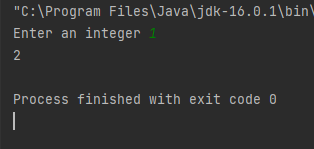 "C:\Program Files\Java\jdk-16.0.1\bin\
Enter an integer 1
2
Process finished with exit code 0